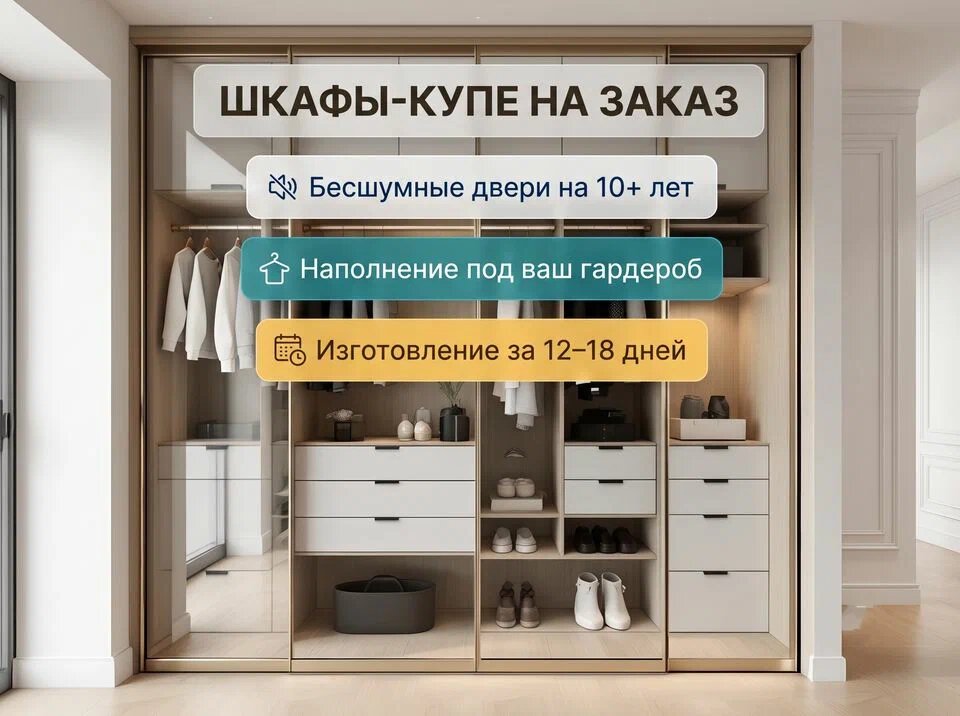 ШКАФЫ-КУПЕ НА ЗАКАЗ
Бесшумные двери на 10+ лет
Наполнение под ваш гардероб
Изготовление за 12–18 дней